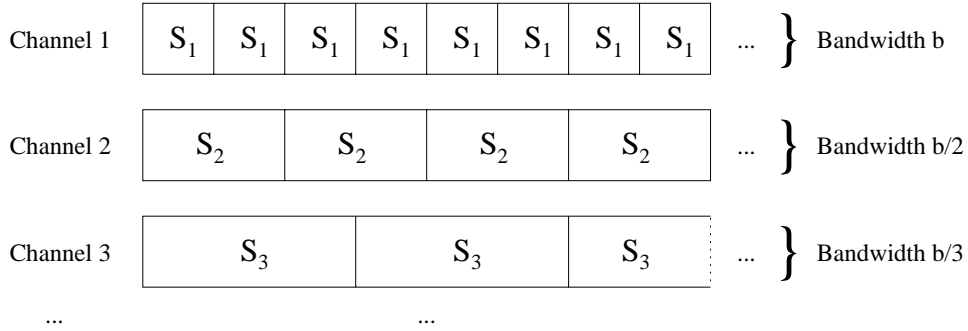 Channel 1 S₁ S₁ S₁ S₁ S₁ S₁ S₁ S₁ ... } Bandwidth b
Channel 2 S₂ S₂ S₂ S₂ ... } Bandwidth b/2
Channel 3 S₃ S₃ S₃ ... } Bandwidth b/3
... ...